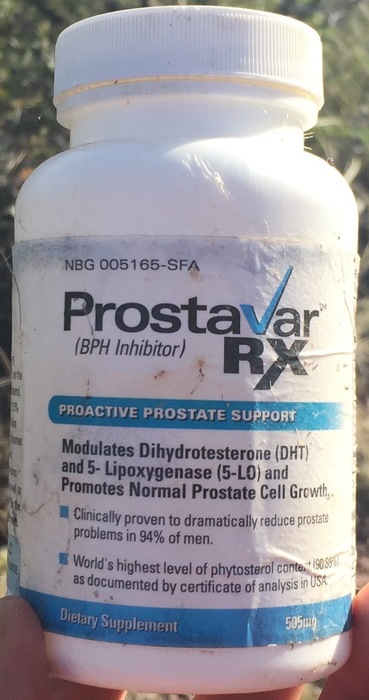 NBG 005165-SFA
Prostavar™
(BPH Inhibitor) RX
PROACTIVE PROSTATE SUPPORT
Modulates Dihydrotesterone (DHT)
and 5- Lipoxygenase (5-LO) and
Promotes Normal Prostate Cell Growth.
Clinically proven to dramatically reduce prostate
problems in 94% of men.
World's highest level of phytosterol content
as documented by certificate of analysis in USA.
Dietary Supplement 505mg